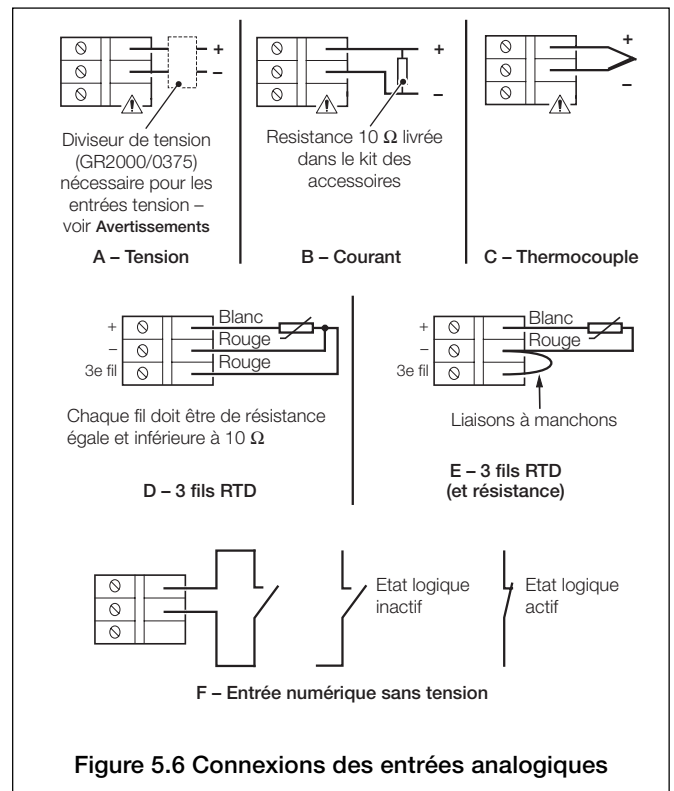 +
–
Diviseur de tension
(GR2000/0375)
nécessaire pour les
entrées tension –
voir Avertissements
A – Tension
+
–
Resistance 10 Ω livrée
dans le kit des
accessoires
B – Courant
+
–
C – Thermocouple
+
–
3e fil
Blanc
Rouge
Rouge
Chaque fil doit être de résistance
égale et inférieure à 10 Ω
D – 3 fils RTD
+
–
3e fil
Blanc
Rouge
Liaisons à manchons
E – 3 fils RTD
(et résistance)
Etat logique
inactif
Etat logique
actif
F – Entrée numérique sans tension
Figure 5.6 Connexions des entrées analogiques